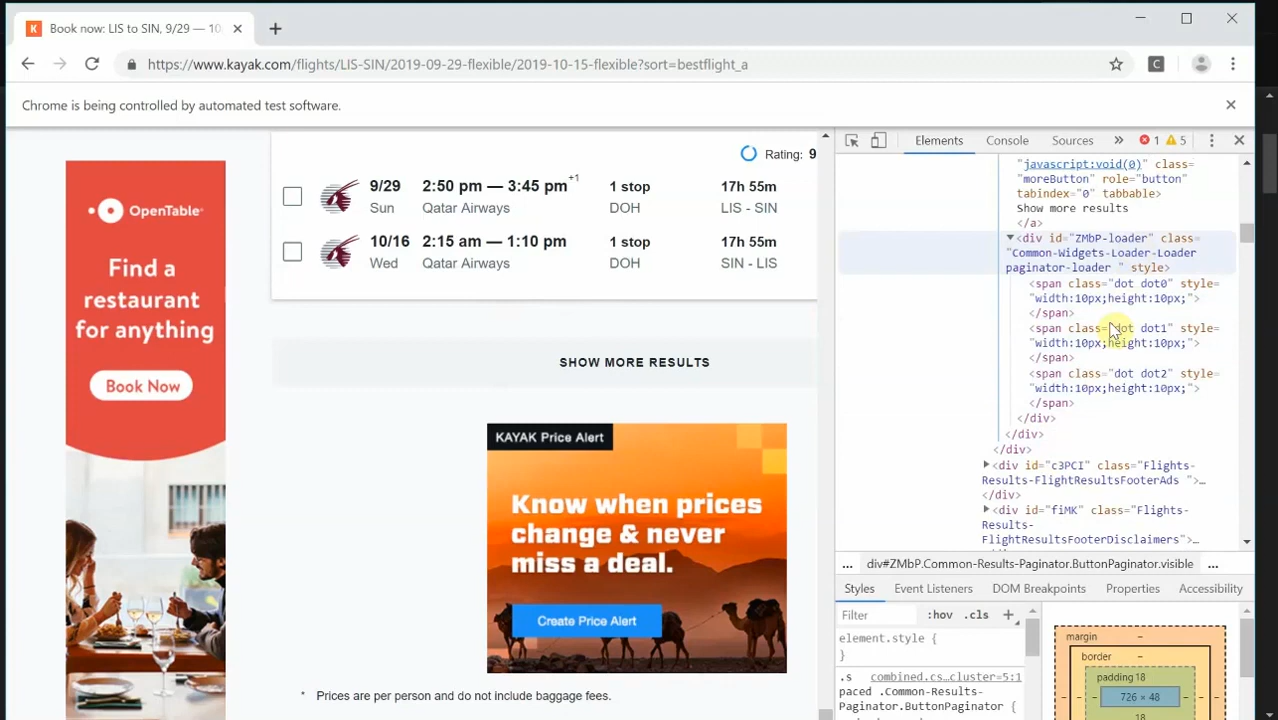 Book now: LIS to SIN, 9/29 — 10
https://www.kayak.com/flights/LIS-SIN/2019-09-29-flexible/2019-10-15-flexible?sort=bestflight_a
C
Chrome is being controlled by automated test software.
OpenTable
Find a
restaurant
for anything
Book Now
Rating: 9
9/29 2:50 pm — 3:45 pm+1 1 stop 17h 55m
Sun Qatar Airways DOH LIS - SIN
10/16 2:15 am — 1:10 pm 1 stop 17h 55m
Wed Qatar Airways DOH SIN - LIS
SHOW MORE RESULTS
KAYAK Price Alert
Know when prices
change & never
miss a deal.
Create Price Alert
* Prices are per person and do not include baggage fees.
Elements Console Sources » 1 5
"javascript:void(0)" class=
"moreButton" role="button"
tabindex="0" tabbable>
Show more results
</a>
<div id="ZMbP-loader" class=
"Common-Widgets-Loader-Loader
paginator-loader " style>
<span class="dot dot0" style=
"width:10px;height:10px;">
</span>
<span class="dot dot1" style=
"width:10px;height:10px;">
</span>
<span class="dot dot2" style=
"width:10px;height:10px;">
</span>
</div>
</div>
</div>
<div id="c3PCI" class="Flights-
Results-FlightResultsFooterAds ">…
</div>
<div id="fiMK" class="Flights-
Results-
FlightResultsFooterDisclaimers">…
... div#ZMbP.Common-Results-Paginator.ButtonPaginator.visible ...
Styles Event Listeners DOM Breakpoints Properties Accessibility
Filter :hov .cls +
element.style {
}
.s combined.cs…cluster=5:1
paced .Common-Results-
Paginator.ButtonPaginator {
margin –
border –
padding 18
– – 726 × 48 – –
18